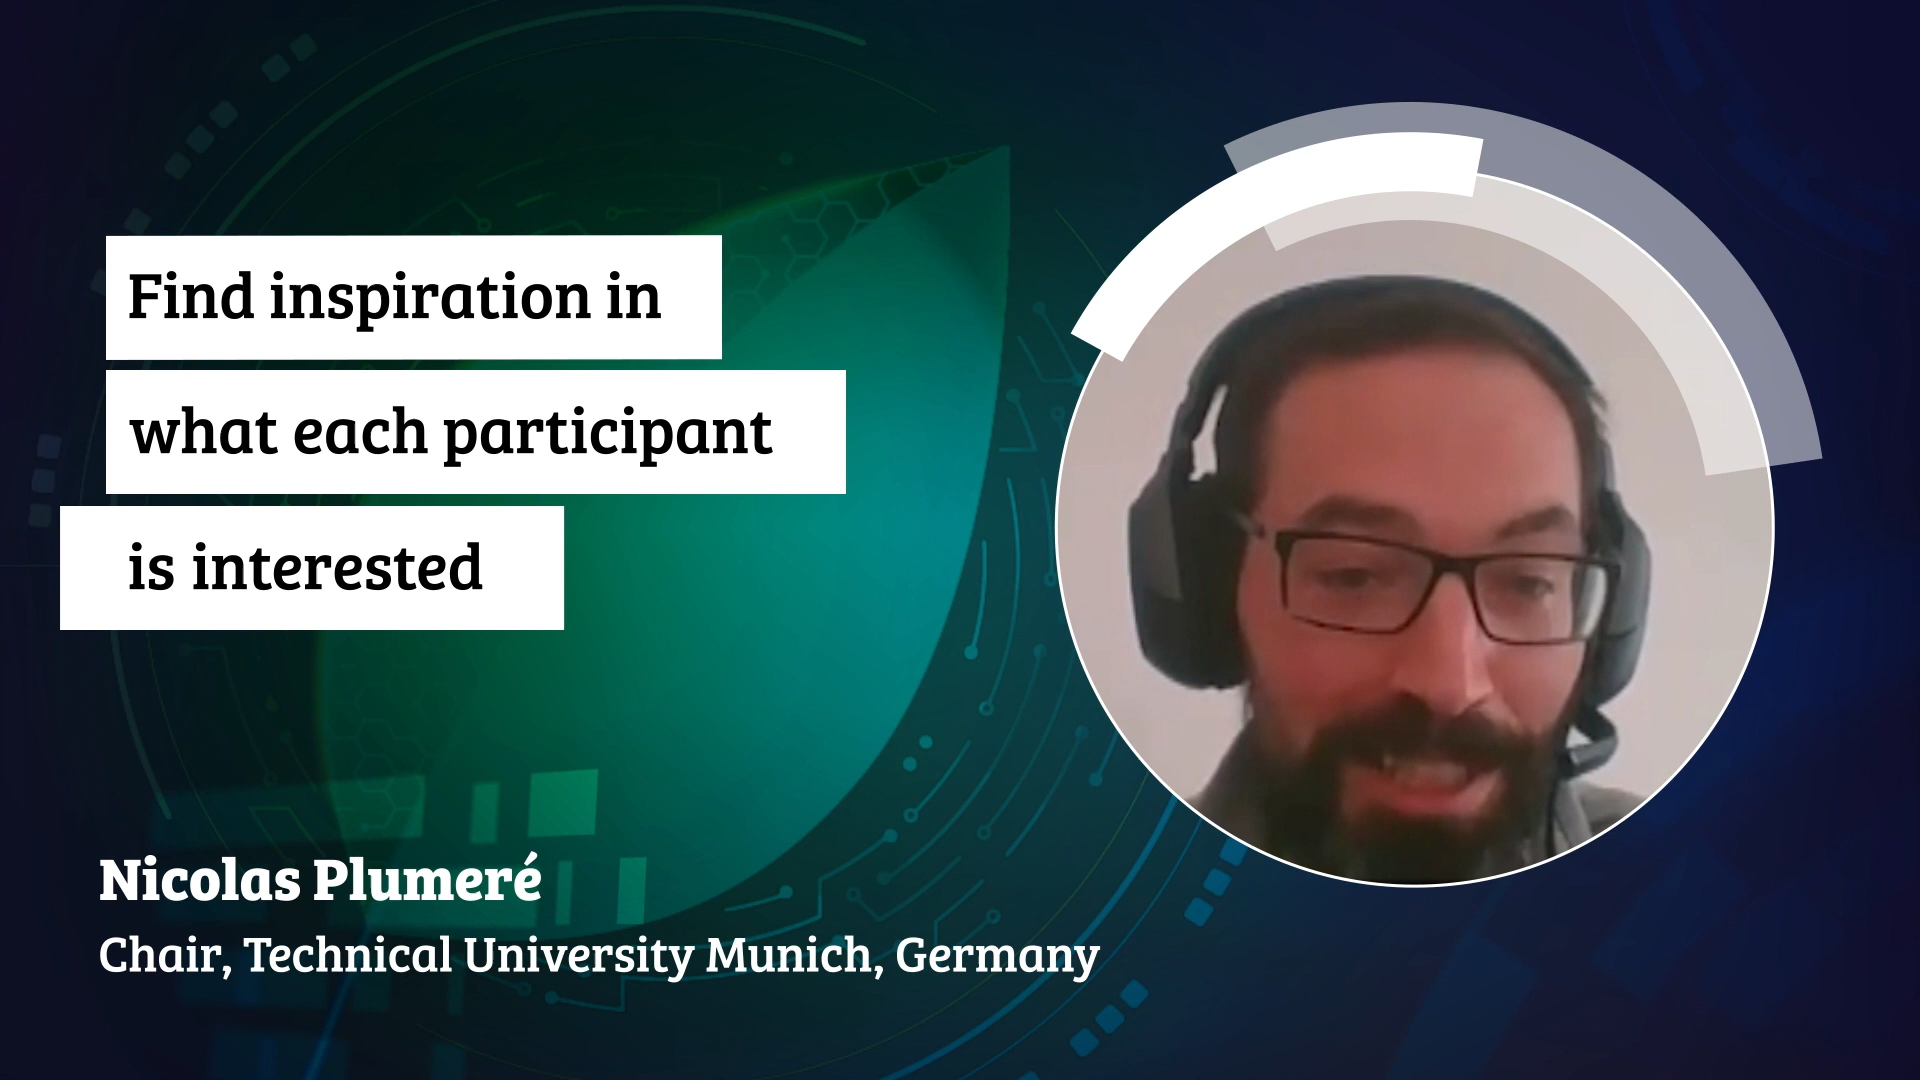 Find inspiration in
what each participant
is interested
Nicolas Plumeré
Chair, Technical University Munich, Germany